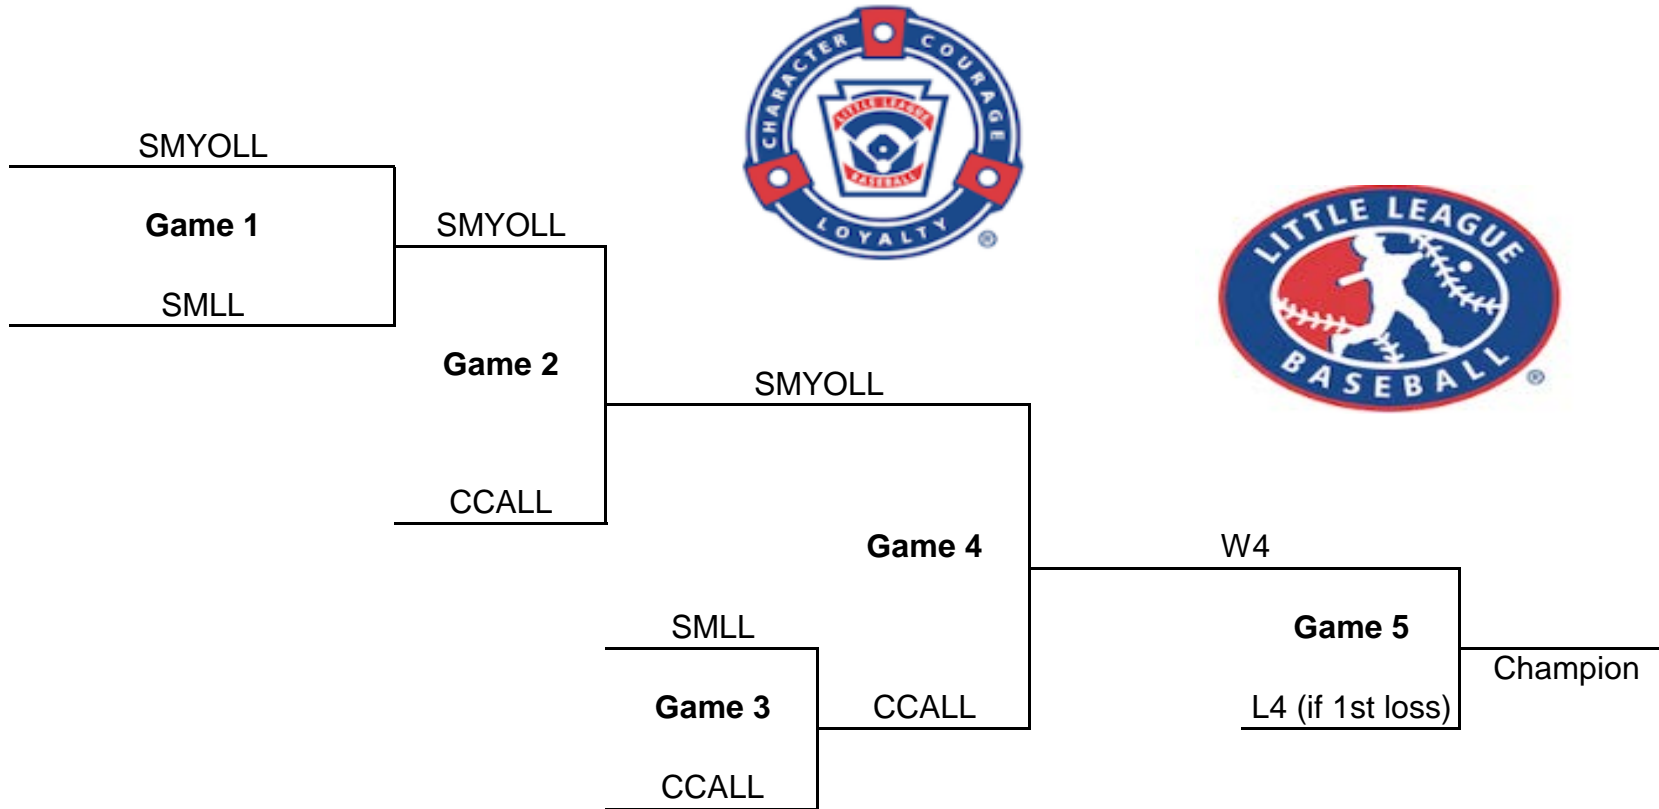 CHARACTER COURAGE LOYALTY
LITTLE LEAGUE
BASEBALL
®
SMYOLL
Game 1
SMLL
SMYOLL
LITTLE LEAGUE
BASEBALL
®
Game 2
CCALL
SMYOLL
Game 4
SMLL
Game 3
CCALL
CCALL
W4
Game 5
L4 (if 1st loss)
Champion